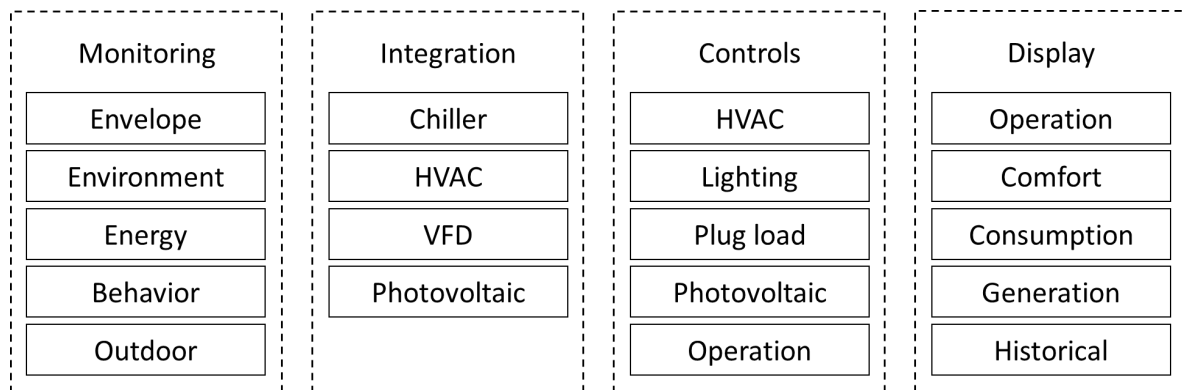 Monitoring
Envelope
Environment
Energy
Behavior
Outdoor
Integration
Chiller
HVAC
VFD
Photovoltaic
Controls
HVAC
Lighting
Plug load
Photovoltaic
Operation
Display
Operation
Comfort
Consumption
Generation
Historical